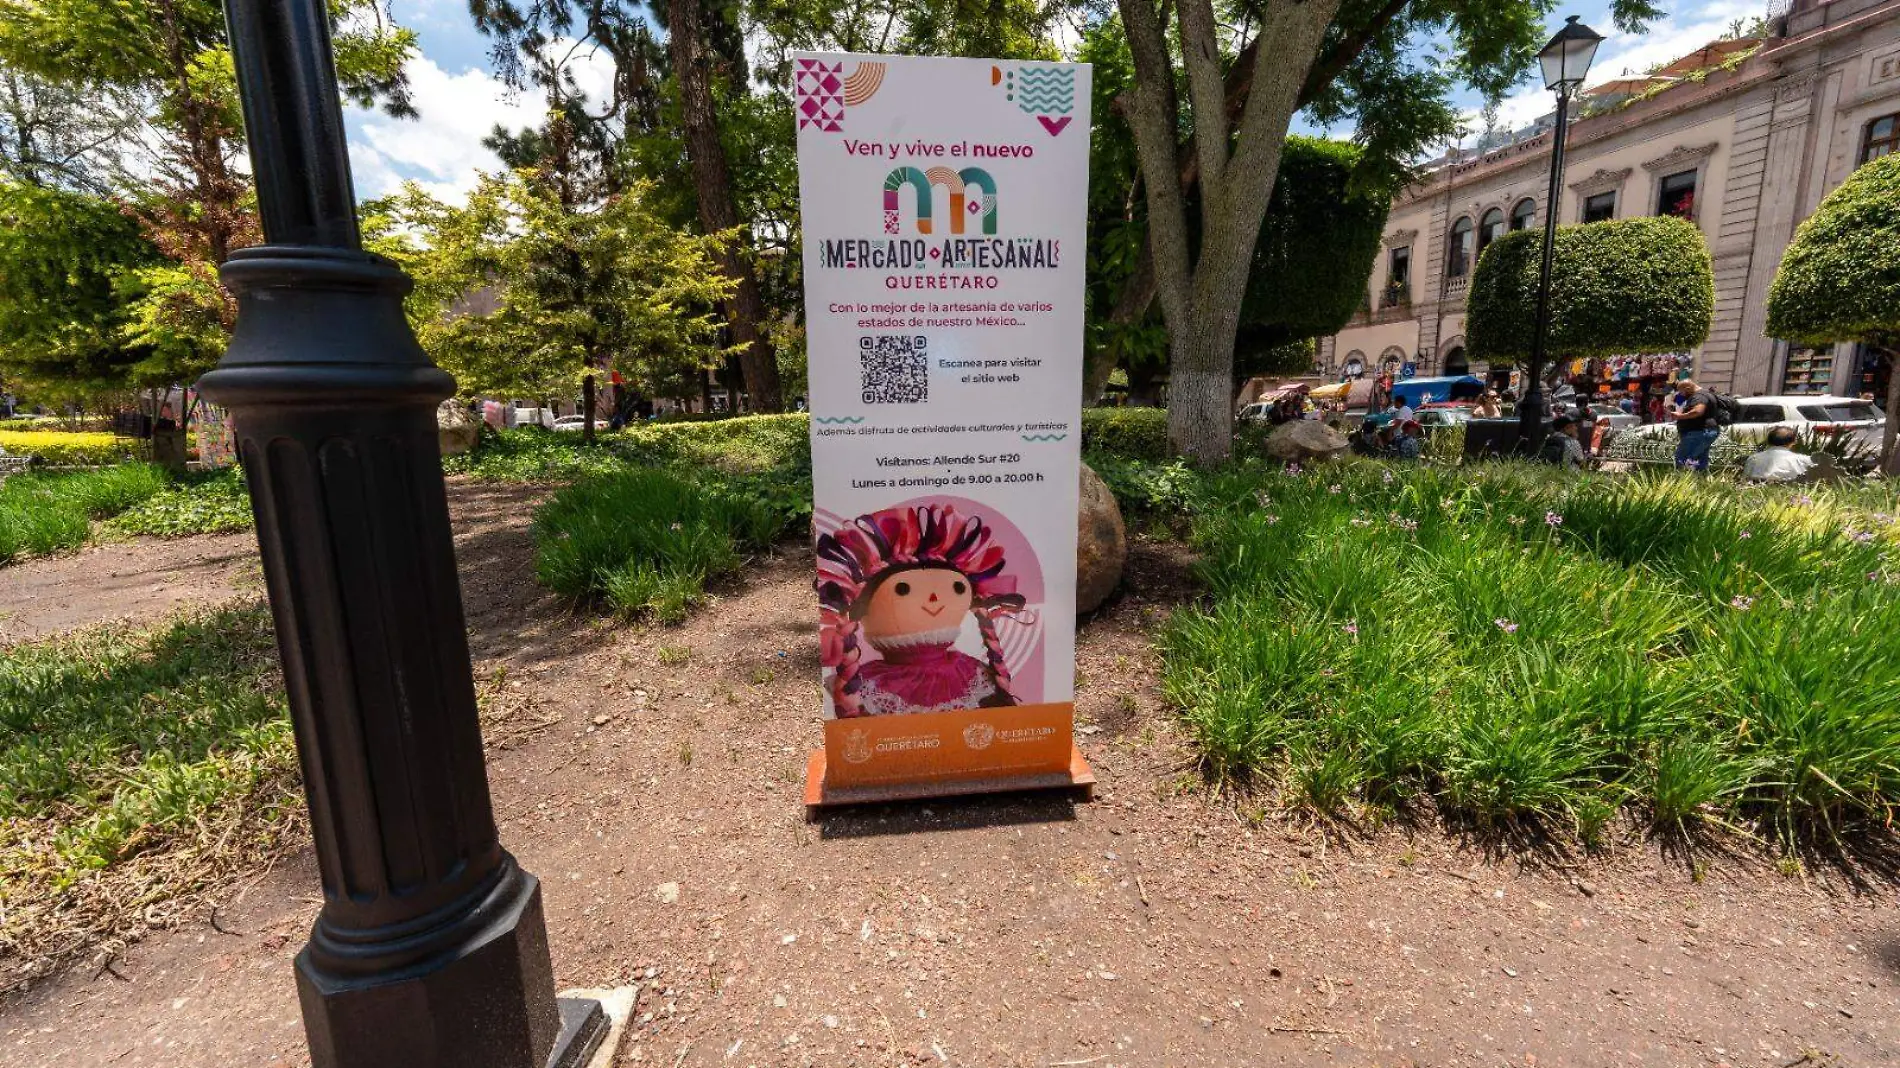 Ven y vive el nuevo
MERCADO ARTESANAL
QUERÉTARO
Con lo mejor de la artesanía de varios
estados de nuestro México...
Escanea para visitar
el sitio web
Además disfruta de actividades culturales y turísticas
Visítanos: Allende Sur #20
Lunes a domingo de 9.00 a 20.00 h
QUERÉTARO
QUERÉTARO